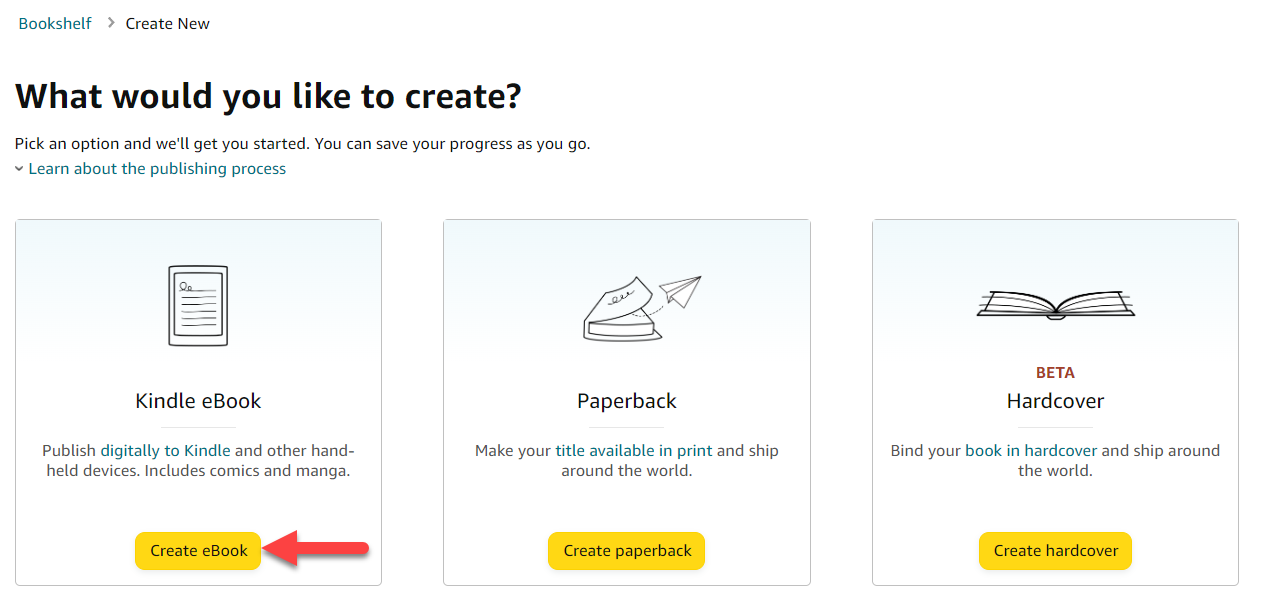 Bookshelf > Create New
What would you like to create?
Pick an option and we'll get you started. You can save your progress as you go.
Learn about the publishing process
Kindle eBook
Publish digitally to Kindle and other hand-
held devices. Includes comics and manga.
Create eBook
Paperback
Make your title available in print and ship
around the world.
Create paperback
BETA
Hardcover
Bind your book in hardcover and ship around
the world.
Create hardcover